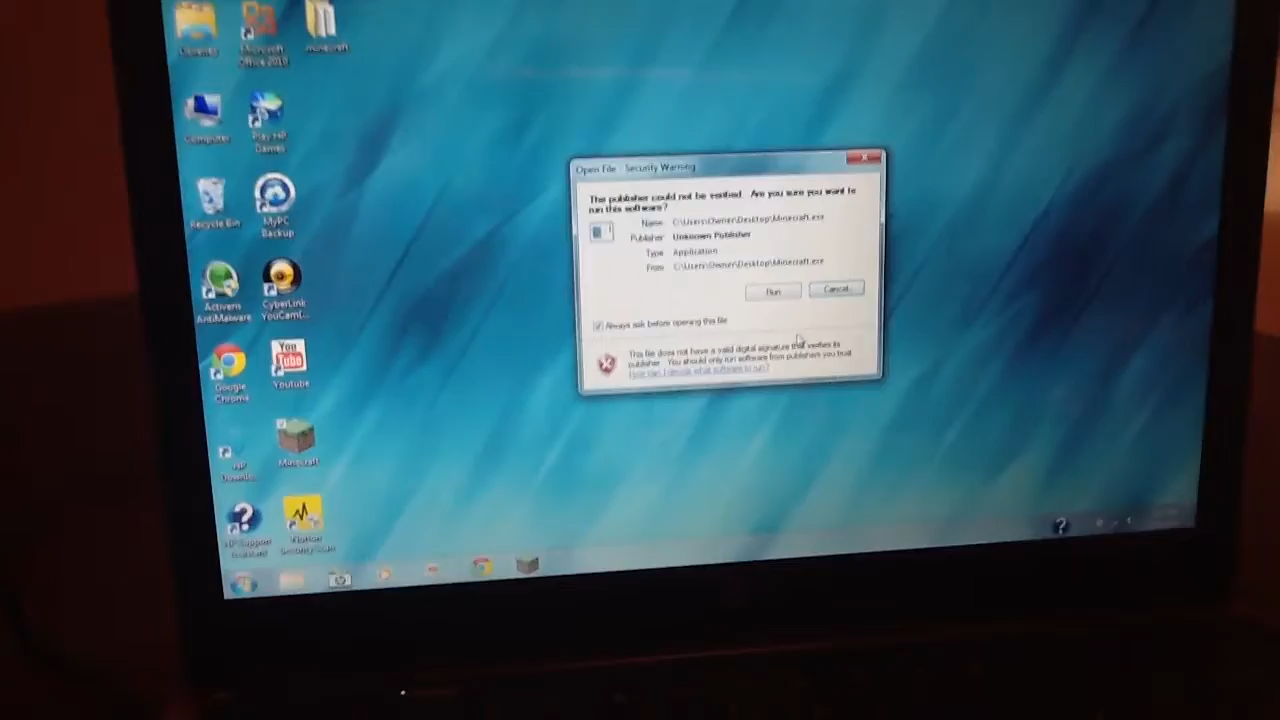 Microsoft
Office 2010
minecraft
Computer
Play HP
Games
Recycle Bin
MyPC
Backup
Activeris
AntiMalware
CyberLink
YouCam...
Google
Chrome
You
Tube
Youtube
Minecraft
HP
Downlo...
HP Support
Assistant
Norton
Security Scan
Open File - Security Warning
The publisher could not be verified. Are you sure you want to
run this software?
Name: C:\Users\Owner\Desktop\Minecraft.exe
Publisher: Unknown Publisher
Type: Application
From: C:\Users\Owner\Desktop\Minecraft.exe
Run
Cancel
Always ask before opening this file
This file does not have a valid digital signature that verifies its
publisher. You should only run software from publishers you trust.
How can I decide what software to run?